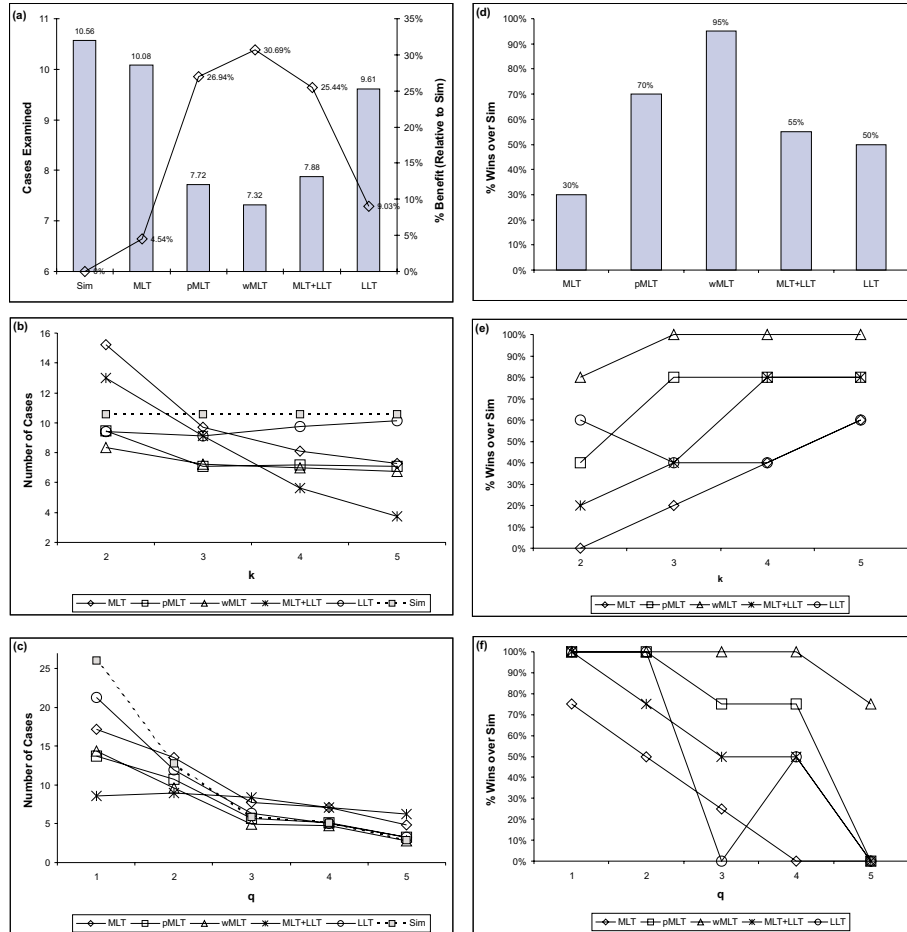 (a)
11
10
9
8
7
6
Cases Examined
35%
30%
25%
20%
15%
10%
5%
0%
% Benefit (Relative to Sim)
10.56
10.08
7.72
7.32
7.88
9.61
0%
4.54%
26.94%
30.69%
25.44%
9.03%
Sim MLT pMLT wMLT MLT+LLT LLT
(d)
100%
90%
80%
70%
60%
50%
40%
30%
20%
10%
0%
% Wins over Sim
30%
70%
95%
55%
50%
MLT pMLT wMLT MLT+LLT LLT
(b)
16
14
12
10
8
6
4
2
Number of Cases
2 3 4 5
k
MLT pMLT wMLT MLT+LLT LLT Sim
(e)
100%
90%
80%
70%
60%
50%
40%
30%
20%
10%
0%
% Wins over Sim
2 3 4 5
k
MLT pMLT wMLT MLT+LLT LLT
(c)
25
20
15
10
5
0
Number of Cases
1 2 3 4 5
q
MLT pMLT wMLT MLT+LLT LLT Sim
(f)
100%
90%
80%
70%
60%
50%
40%
30%
20%
10%
0%
% Wins over Sim
1 2 3 4 5
q
MLT pMLT wMLT MLT+LLT LLT